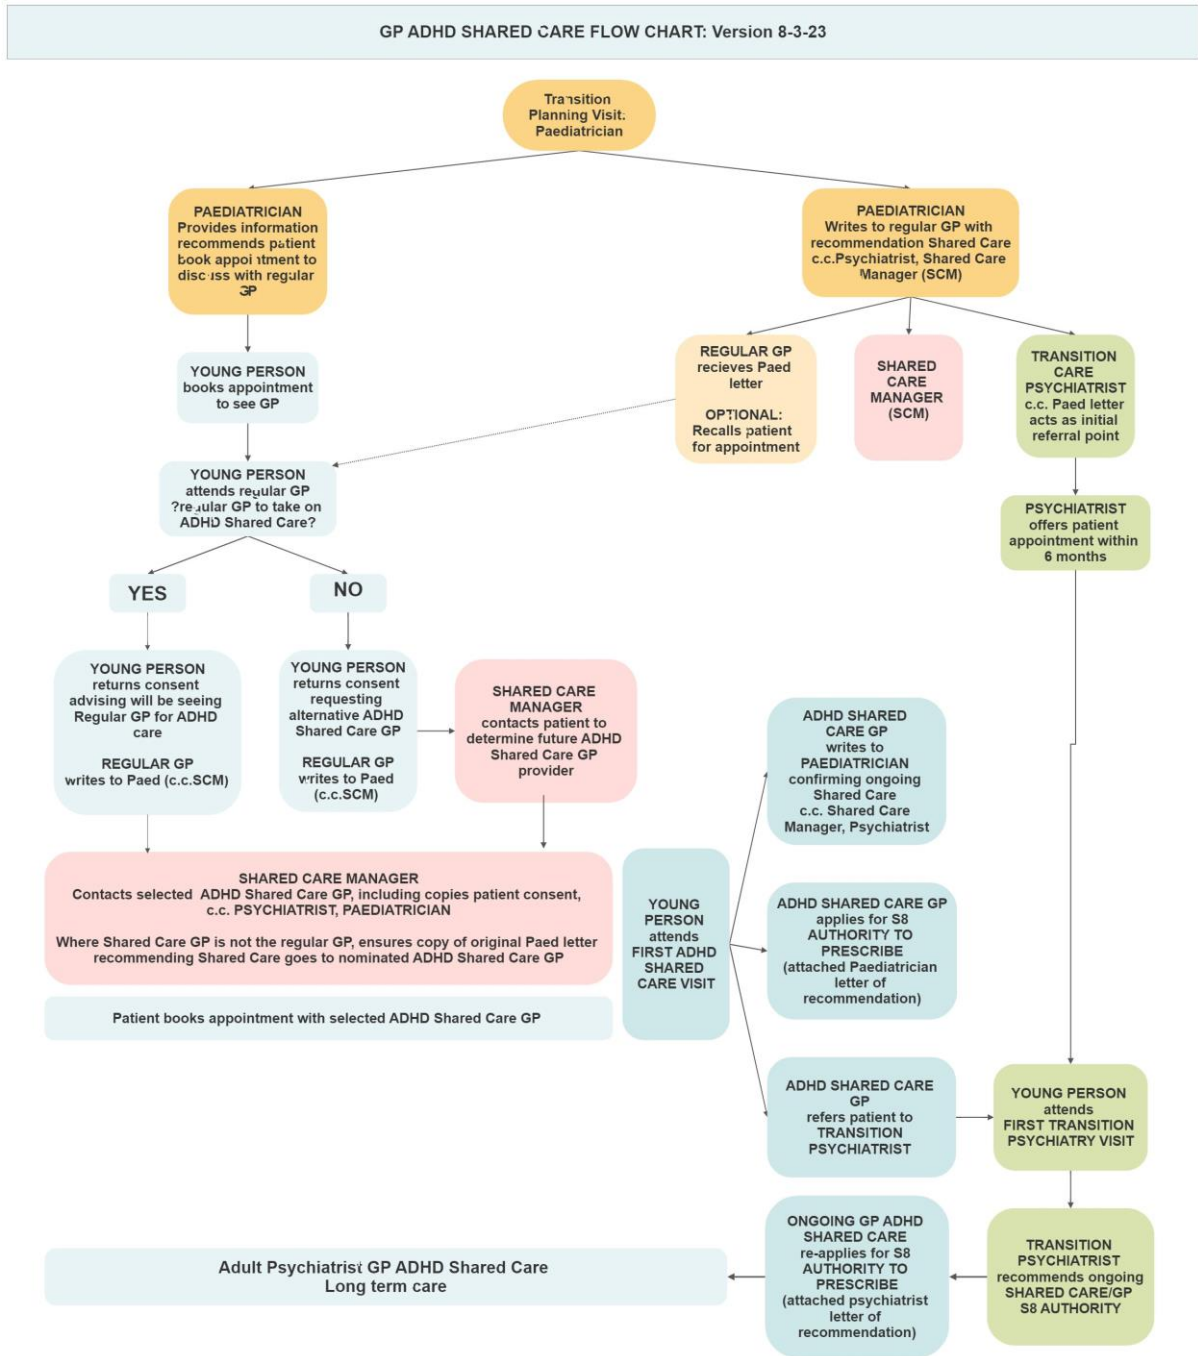 GP ADHD SHARED CARE FLOW CHART: Version 8-3-23
Transition
Planning Visit:
Paediatrician
PAEDIATRICIAN
Provides information
recommends patient
book appointment to
discuss with regular
GP
PAEDIATRICIAN
Writes to regular GP with
recommendation Shared Care
c.c.Psychiatrist, Shared Care
Manager (SCM)
YOUNG PERSON
books appointment
to see GP
REGULAR GP
recieves Paed
letter
OPTIONAL:
Recalls patient
for appointment
SHARED
CARE
MANAGER
(SCM)
TRANSITION
CARE
PSYCHIATRIST
c.c. Paed letter
acts as initial
referral point
YOUNG PERSON
attends regular GP
?regular GP to take on
ADHD Shared Care?
PSYCHIATRIST
offers patient
appointment within
6 months
YES
NO
YOUNG PERSON
returns consent
advising will be seeing
Regular GP for ADHD
care
REGULAR GP
writes to Paed (c.c.SCM)
YOUNG PERSON
returns consent
requesting
alternative ADHD
Shared Care GP
REGULAR GP
writes to Paed
(c.c.SCM)
SHARED CARE
MANAGER
contacts patient to
determine future ADHD
Shared Care GP
provider
SHARED CARE MANAGER
Contacts selected ADHD Shared Care GP, including copies patient consent,
c.c. PSYCHIATRIST, PAEDIATRICIAN
Where Shared Care GP is not the regular GP, ensures copy of original Paed letter
recommending Shared Care goes to nominated ADHD Shared Care GP
Patient books appointment with selected ADHD Shared Care GP
YOUNG
PERSON
attends
FIRST ADHD
SHARED
CARE VISIT
ADHD SHARED
CARE GP
writes to
PAEDIATRICIAN
confirming ongoing
Shared Care
c.c. Shared Care
Manager, Psychiatrist
ADHD SHARED CARE GP
applies for S8
AUTHORITY TO
PRESCRIBE
(attached Paediatrician
letter of
recommendation)
ADHD SHARED CARE
GP
refers patient to
TRANSITION
PSYCHIATRIST
YOUNG PERSON
attends
FIRST TRANSITION
PSYCHIATRY VISIT
TRANSITION
PSYCHIATRIST
recommends ongoing
SHARED CARE/GP
S8 AUTHORITY
ONGOING GP ADHD
SHARED CARE
re-applies for S8
AUTHORITY TO
PRESCRIBE
(attached psychiatrist
letter of
recommendation)
Adult Psychiatrist GP ADHD Shared Care
Long term care